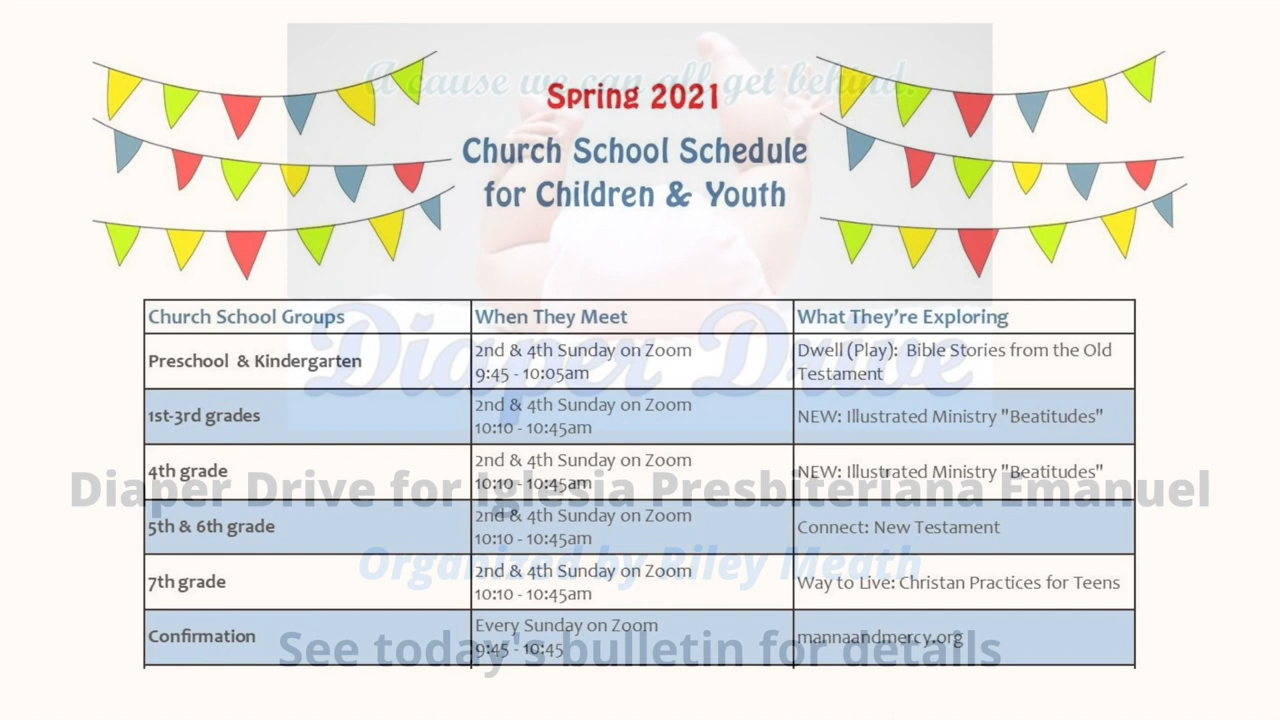 A cause we can all get behind.
Spring 2021
Church School Schedule
for Children & Youth
Diaper Drive
Church School Groups
When They Meet
What They're Exploring
Preschool & Kindergarten
2nd & 4th Sunday on Zoom
9:45 - 10:05am
Dwell (Play): Bible Stories from the Old
Testament
1st-3rd grades
2nd & 4th Sunday on Zoom
10:10 - 10:45am
NEW: Illustrated Ministry "Beatitudes"
4th grade
2nd & 4th Sunday on Zoom
10:10 - 10:45am
NEW: Illustrated Ministry "Beatitudes"
Diaper Drive for Iglesia Presbiteriana Emanuel
5th & 6th grade
2nd & 4th Sunday on Zoom
10:10 - 10:45am
Connect: New Testament
Organized by Riley Meath
7th grade
2nd & 4th Sunday on Zoom
10:10 - 10:45am
Way to Live: Christan Practices for Teens
Confirmation
Every Sunday on Zoom
9:45 - 10:45
mannaandmercy.org
See today's bulletin for details